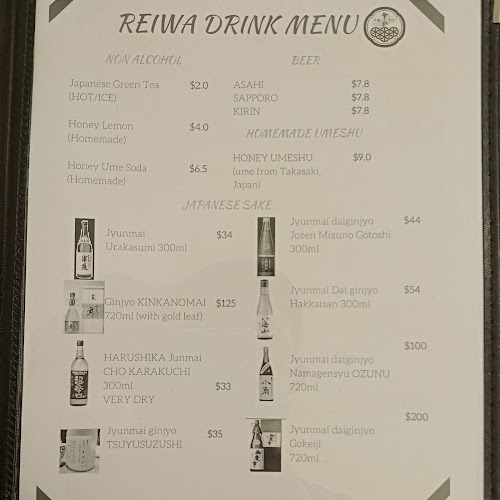 REIWA DRINK MENU
NON ALCOHOL
Japanese Green Tea $2.0
(HOT/ICE)
Honey Lemon $4.0
(Homemade)
Honey Ume Soda $6.5
(Homemade)
BEER
ASAHI $7.8
SAPPORO $7.8
KIRIN $7.8
HOMEMADE UMESHU
HONEY UMESHU $9.0
(ume from Takasaki,
Japan)
JAPANESE SAKE
Jyunmai $34
Urakasumi 300ml
Ginjyo KINKANOMAI $125
720ml (with gold leaf)
HARUSHIKA Junmai
CHO KARAKUCHI
300ml $33
VERY DRY
Jyunmai ginjyo $35
TSUYUSUZUSHI
Jyunmai daiginjyo $44
Jozen Mizuno Gotoshi
300ml
Jyunmai Dai ginjyo $54
Hakkaisan 300ml
$100
Jyunmai daiginjyo
Namagensyu OZUNU
720ml
$200
Jyunmai daiginjyo
Gokeiji
720ml